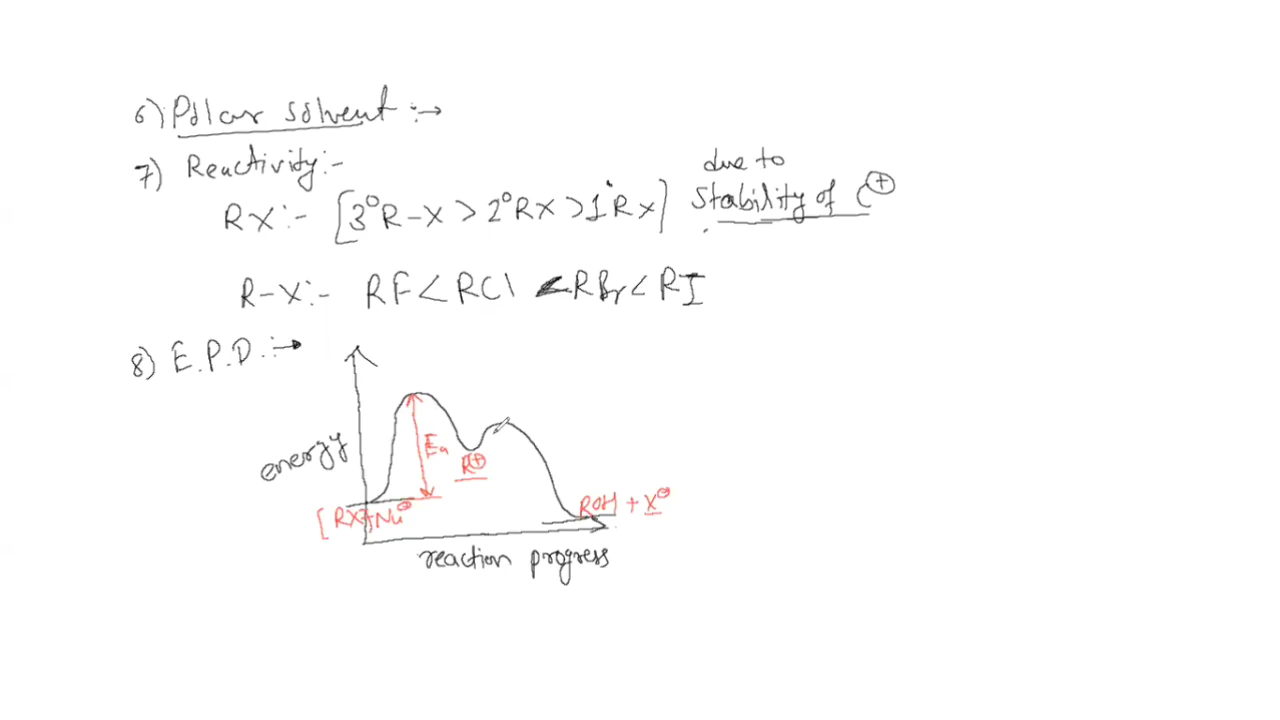 6) Polar solvent :→
7) Reactivity:-
due to
RX:- [3°R-X > 2°RX > 1°RX] Stability of C⊕
R-X:- RF < RCl < RBr < RI
8) E.P.D. :→
energy
Ea
R⊕
[RX + Nu⊖
ROH + X⊖
reaction progress